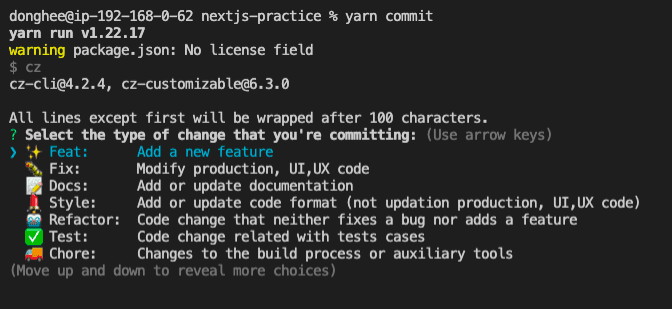 donghee@ip-192-168-0-62 nextjs-practice % yarn commit
yarn run v1.22.17
warning package.json: No license field
$ cz
cz-cli@4.2.4, cz-customizable@6.3.0
All lines except first will be wrapped after 100 characters.
? Select the type of change that you're committing: (Use arrow keys)
❯ ✨ Feat: Add a new feature
🐛 Fix: Modify production, UI,UX code
📝 Docs: Add or update documentation
💄 Style: Add or update code format (not updation production, UI,UX code)
🤖 Refactor: Code change that neither fixes a bug nor adds a feature
✅ Test: Code change related with tests cases
🚚 Chore: Changes to the build process or auxiliary tools
(Move up and down to reveal more choices)